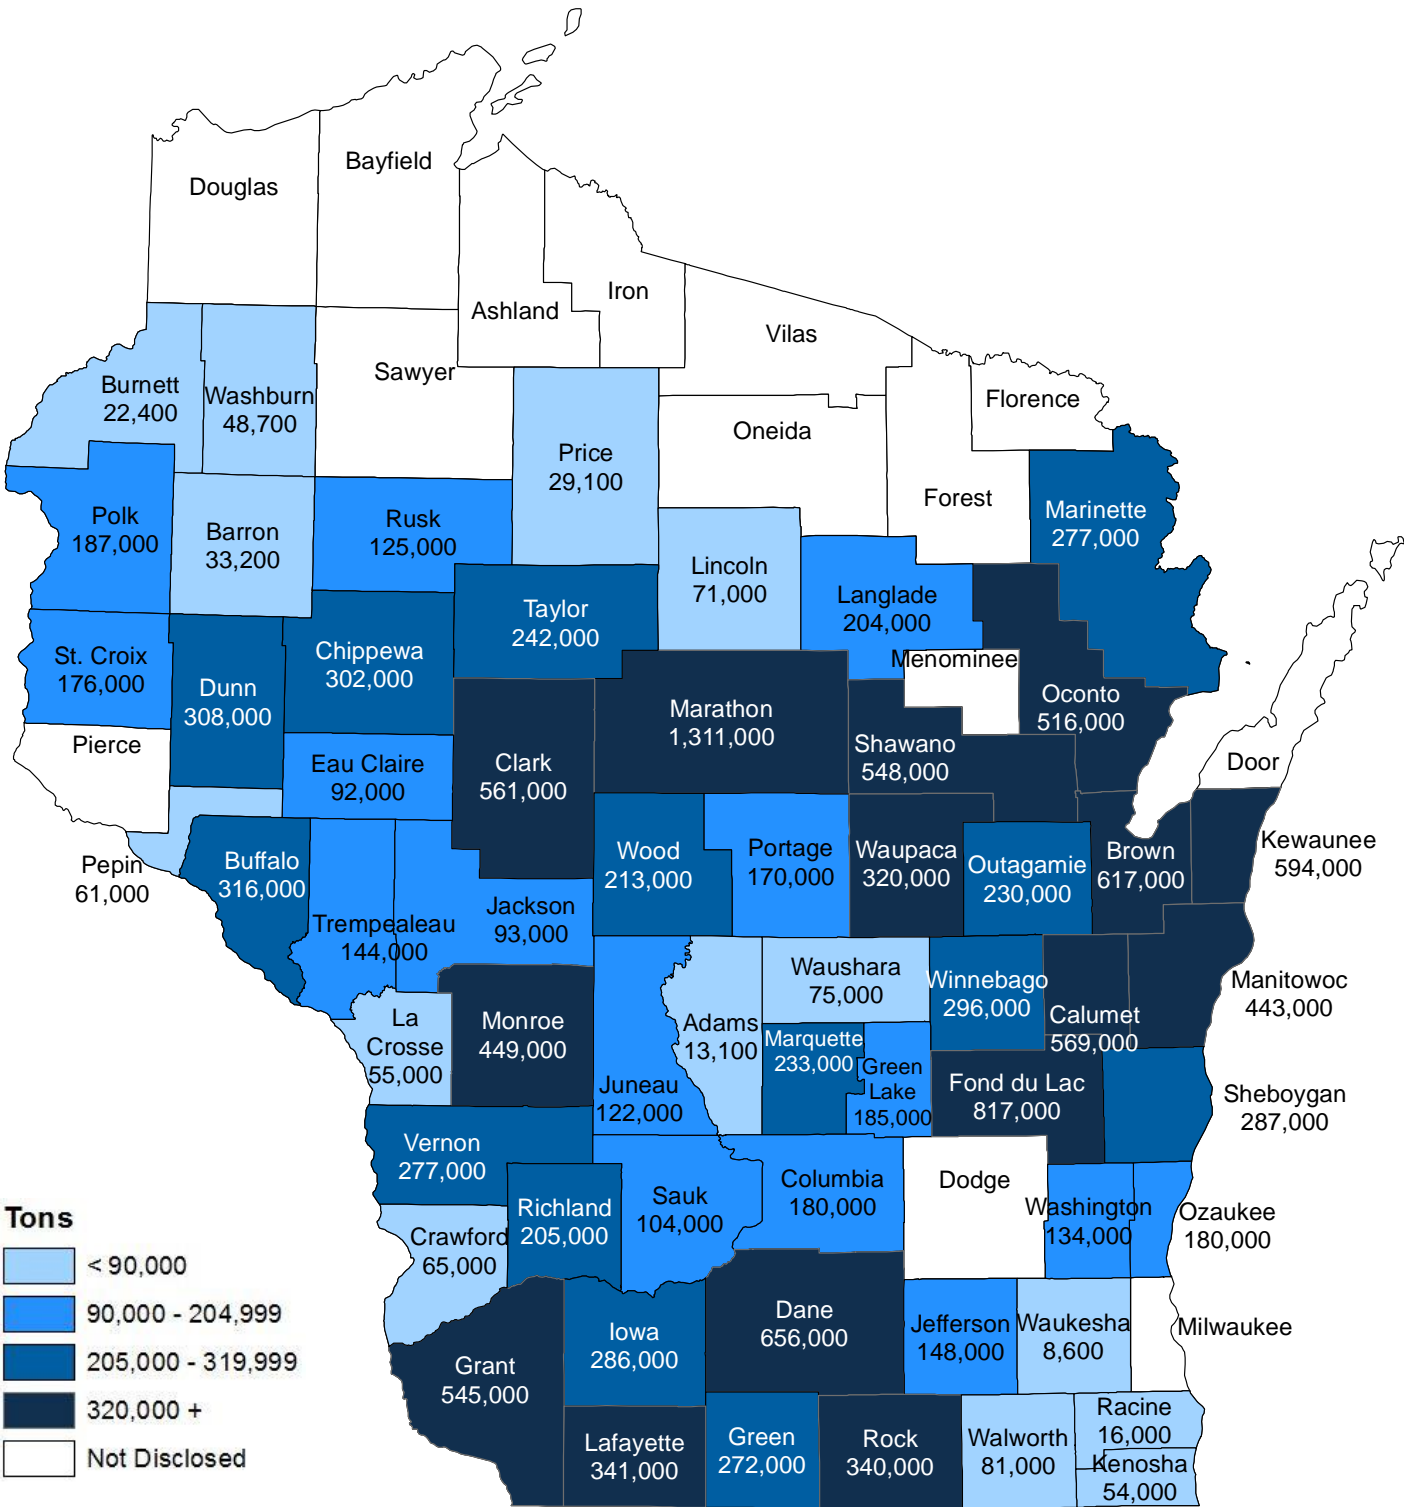 Bayfield
Douglas
Iron
Ashland
Vilas
Sawyer
Burnett
22,400
Washburn
48,700
Florence
Oneida
Price
29,100
Forest
Marinette
277,000
Polk
187,000
Barron
33,200
Rusk
125,000
Lincoln
71,000
Langlade
204,000
Taylor
242,000
St. Croix
176,000
Chippewa
302,000
Menominee
Dunn
308,000
Oconto
516,000
Marathon
1,311,000
Shawano
548,000
Pierce
Eau Claire
92,000
Clark
561,000
Door
Pepin
61,000
Buffalo
316,000
Wood
213,000
Portage
170,000
Waupaca
320,000
Outagamie
230,000
Brown
617,000
Kewaunee
594,000
Trempealeau
144,000
Jackson
93,000
Waushara
75,000
Winnebago
296,000
Manitowoc
443,000
La
Crosse
55,000
Monroe
449,000
Adams
13,100
Calumet
569,000
Marquette
233,000
Green
Lake
185,000
Juneau
122,000
Fond du Lac
817,000
Sheboygan
287,000
Vernon
277,000
Richland
205,000
Sauk
104,000
Columbia
180,000
Dodge
Washington
134,000
Ozaukee
180,000
Crawford
65,000
Dane
656,000
Iowa
286,000
Jefferson
148,000
Waukesha
8,600
Milwaukee
Grant
545,000
Lafayette
341,000
Green
272,000
Rock
340,000
Walworth
81,000
Racine
16,000
Kenosha
54,000
Tons
< 90,000
90,000 - 204,999
205,000 - 319,999
320,000 +
Not Disclosed